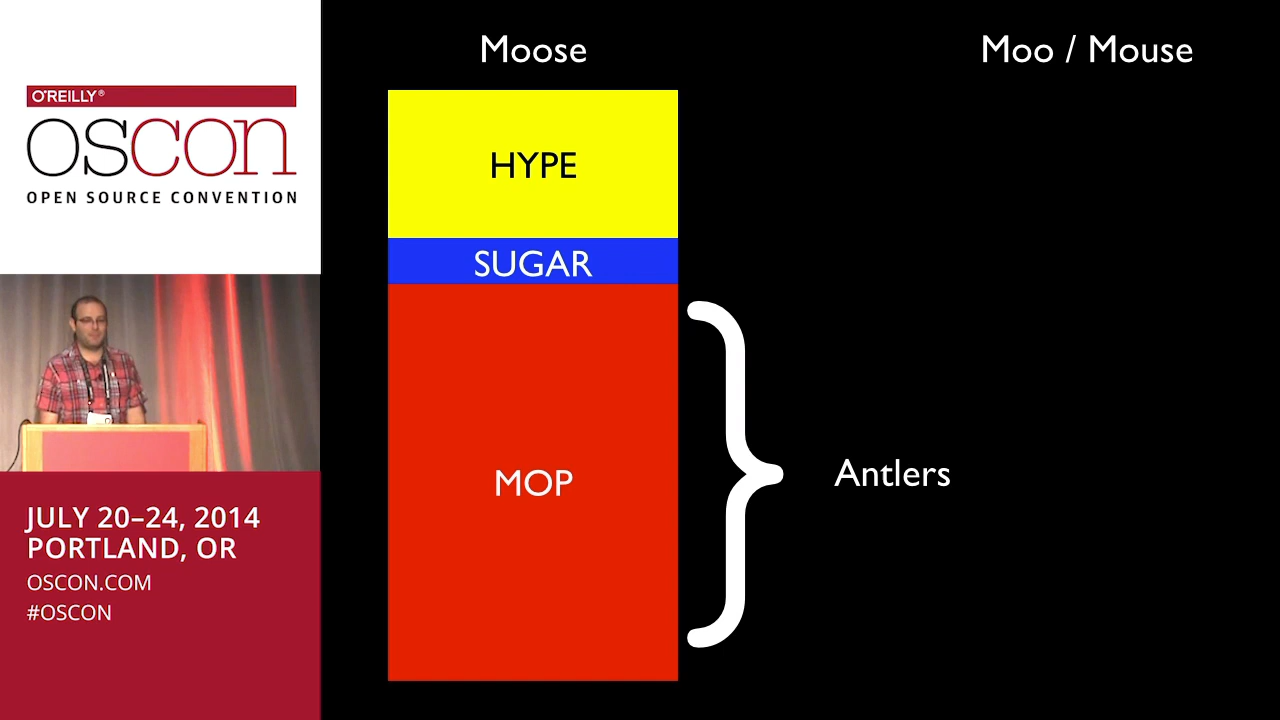 O'REILLY®
OSCON
OPEN SOURCE CONVENTION
JULY 20–24, 2014
PORTLAND, OR
OSCON.COM
#OSCON
Moose
Moo / Mouse
HYPE
SUGAR
MOP
Antlers